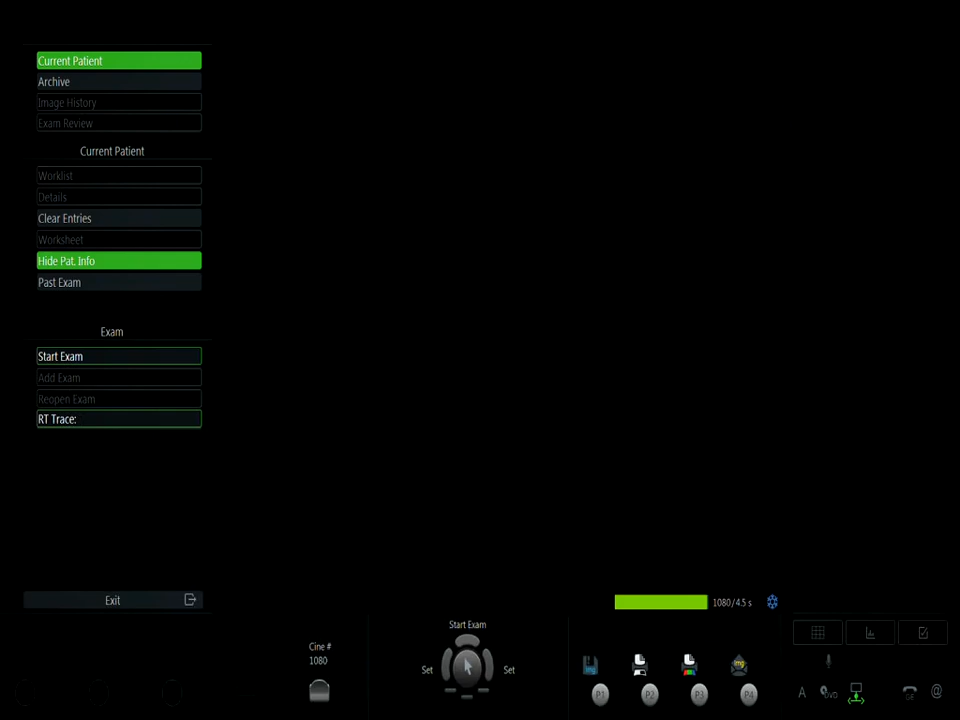 Current Patient
Archive
Image History
Exam Review
Current Patient
Worklist
Details
Clear Entries
Worksheet
Hide Pat. Info
Past Exam
Exam
Start Exam
Add Exam
Reopen Exam
RT Trace:
Exit
1080/4.5 s
Start Exam
Cine #
1080
Set
Set
Img
P1
P2
P3
P4
A
DVD
@